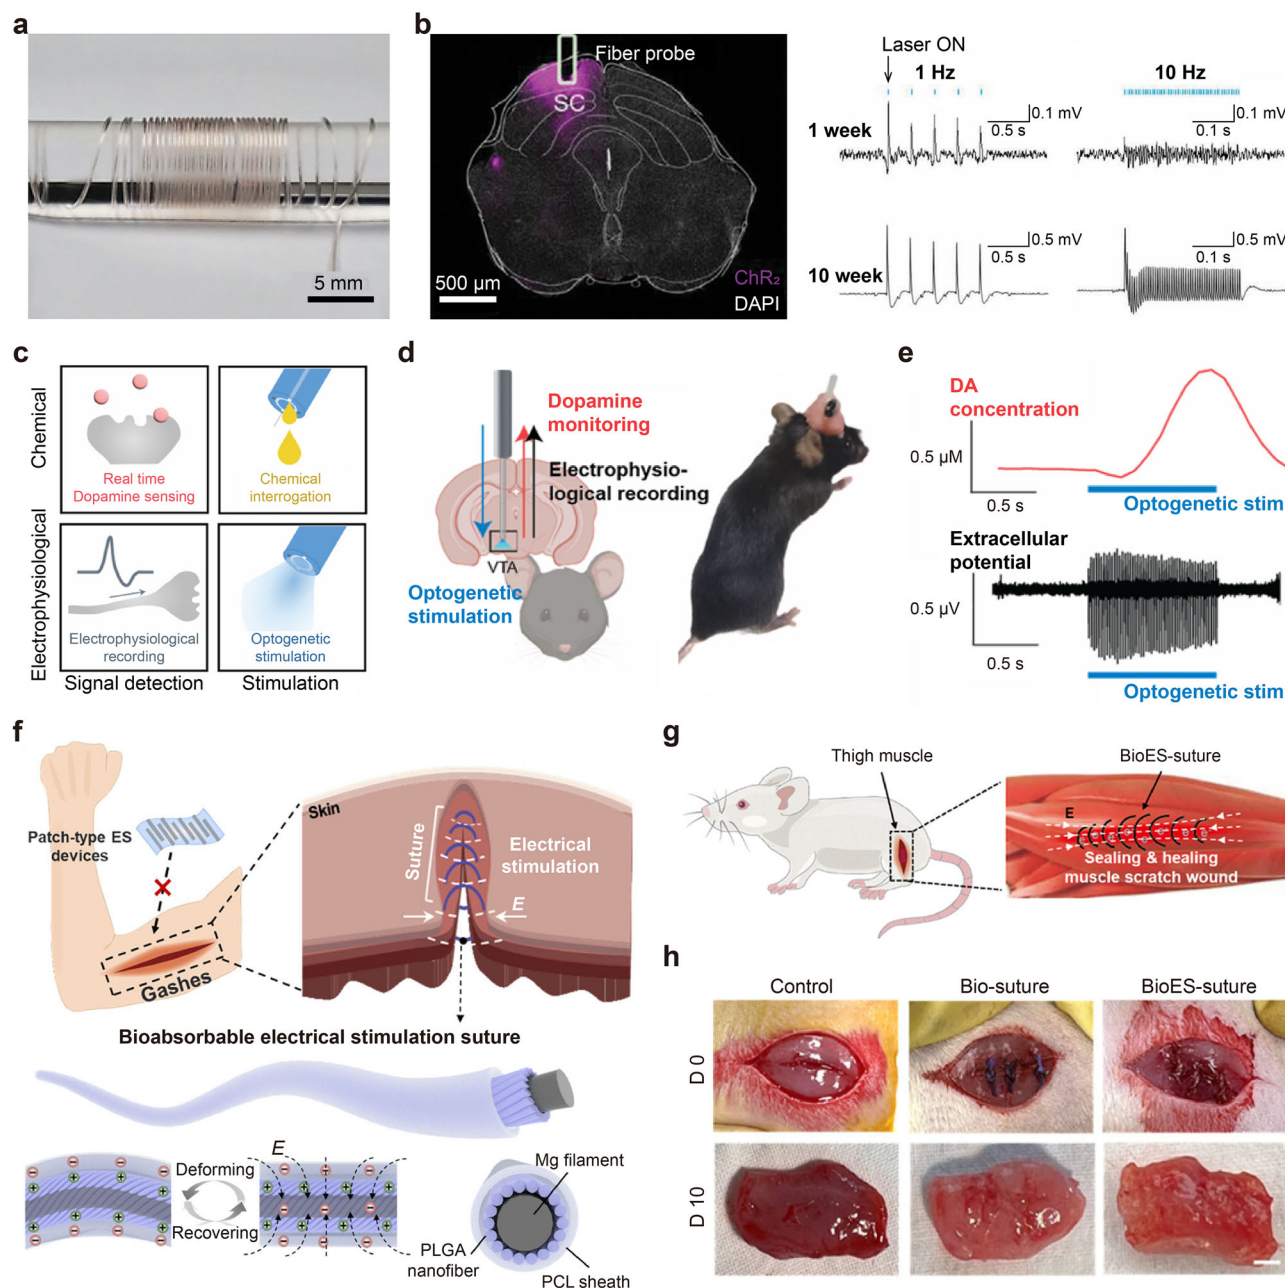 a
5 mm
b
Fiber probe
SC
500 µm
ChR₂
DAPI
Laser ON
1 Hz
10 Hz
1 week
0.1 mV
0.5 s
0.1 mV
0.1 s
10 week
0.5 mV
0.5 s
0.5 mV
0.1 s
c
Chemical
Real time
Dopamine sensing
Chemical
interrogation
Electrophysiological
Electrophysiological
recording
Optogenetic
stimulation
Signal detection
Stimulation
d
Dopamine
monitoring
Electrophysio-
logical recording
VTA
Optogenetic
stimulation
e
DA
concentration
0.5 µM
0.5 s
Optogenetic stim
Extracellular
potential
0.5 µV
0.5 s
Optogenetic stim
f
Patch-type ES
devices
Gashes
Skin
Suture
Electrical
stimulation
E
Bioabsorbable electrical stimulation suture
Deforming
Recovering
E
Mg filament
PLGA
nanofiber
PCL sheath
g
Thigh muscle
BioES-suture
E
Sealing & healing
muscle scratch wound
h
Control
Bio-suture
BioES-suture
D 0
D 10